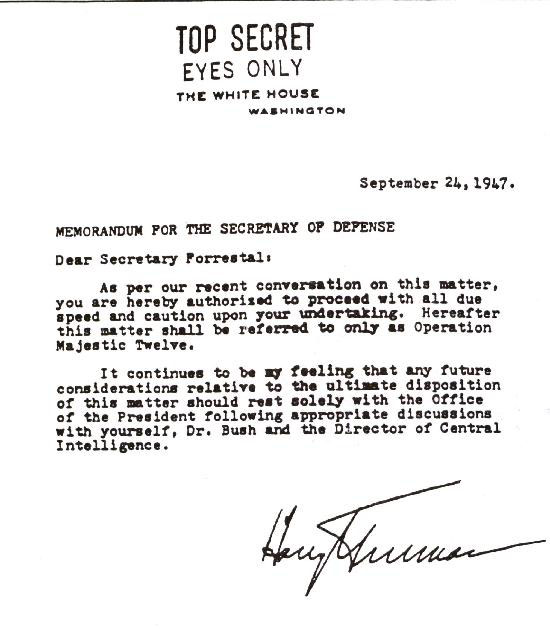 TOP SECRET
EYES ONLY
THE WHITE HOUSE
WASHINGTON
September 24, 1947.
MEMORANDUM FOR THE SECRETARY OF DEFENSE
Dear Secretary Forrestal:
As per our recent conversation on this matter,
you are hereby authorized to proceed with all due
speed and caution upon your undertaking. Hereafter
this matter shall be referred to only as Operation
Majestic Twelve.
It continues to be my feeling that any future
considerations relative to the ultimate disposition
of this matter should rest solely with the Office
of the President following appropriate discussions
with yourself, Dr. Bush and the Director of Central
Intelligence.
Harry Truman